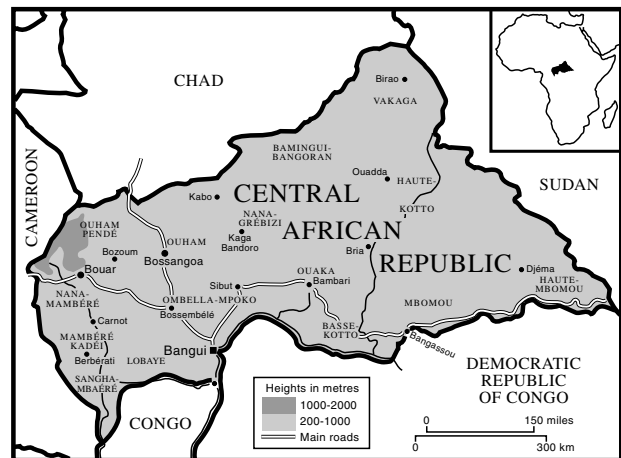 CHAD
Birao
VAKAGA
BAMINGUI-
BANGORAN
CAMEROON
Ouadda
HAUTE-
KOTTO
SUDAN
Kabo
CENTRAL
AFRICAN
REPUBLIC
NANA-
GRÉBIZI
Kaga
Bandoro
OUHAM
PENDÉ
OUHAM
Bozoum
Bossangoa
Bria
Bouar
Sibut
OUAKA
Bambari
Djéma
HAUTE-
MBOMOU
NANA-
MAMBÉRÉ
OMBELLA-MPOKO
Bossembélé
MBOMOU
Carnot
BASSE-
KOTTO
Bangassou
MAMBÉRÉ
KADÉI
Bangui
Berbérati
LOBAYE
SANGHA-
MBAÉRÉ
DEMOCRATIC
REPUBLIC
OF CONGO
CONGO
Heights in metres
1000-2000
200-1000
Main roads
0 150 miles
0 300 km